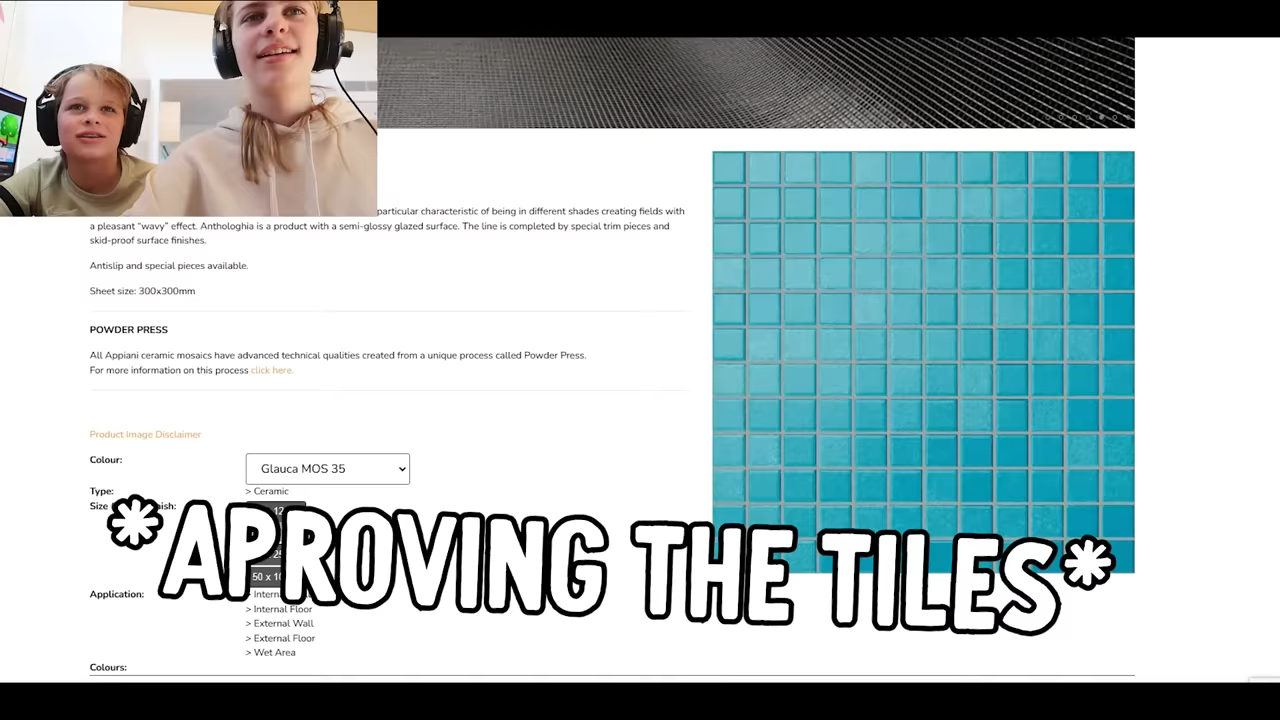 particular characteristic of being in different shades creating fields with
a pleasant “wavy” effect. Anthologhia is a product with a semi-glossy glazed surface. The line is completed by special trim pieces and
skid-proof surface finishes.
Antislip and special pieces available.
Sheet size: 300x300mm
POWDER PRESS
All Appiani ceramic mosaics have advanced technical qualities created from a unique process called Powder Press.
For more information on this process click here.
Product Image Disclaimer
Colour: Glauca MOS 35
Type: > Ceramic
Size
*APROVING THE TILES*
50 x
Application:
> Internal Floor
> External Wall
> External Floor
> Wet Area
Colours: